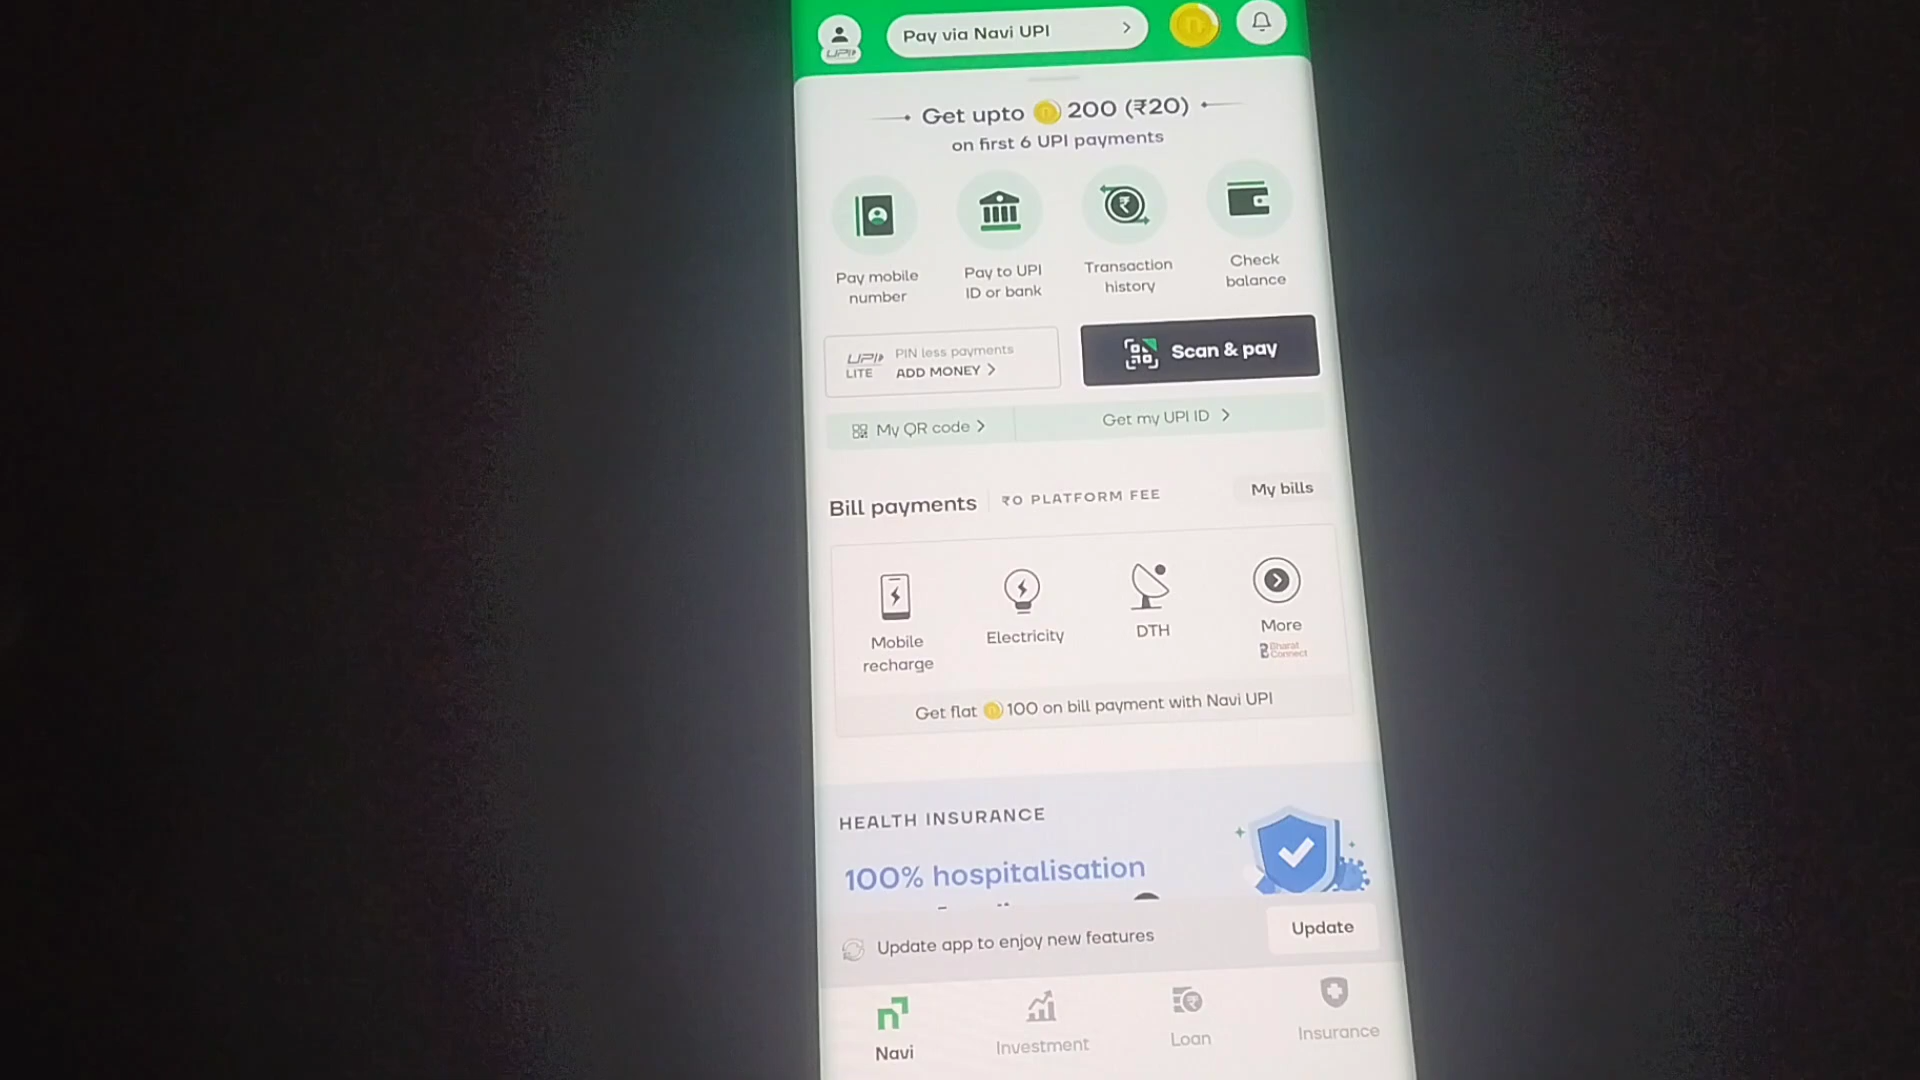 UPI
Pay via Navi UPI
Get upto 200 (₹20)
on first 6 UPI payments
Pay mobile
number
Pay to UPI
ID or bank
Transaction
history
Check
balance
UPI
LITE
PIN less payments
ADD MONEY
Scan & pay
My QR code
Get my UPI ID
Bill payments
₹0 PLATFORM FEE
My bills
Mobile
recharge
Electricity
DTH
More
Bharat
Connect
Get flat 100 on bill payment with Navi UPI
HEALTH INSURANCE
100% hospitalisation
Update app to enjoy new features
Update
Navi
Investment
Loan
Insurance